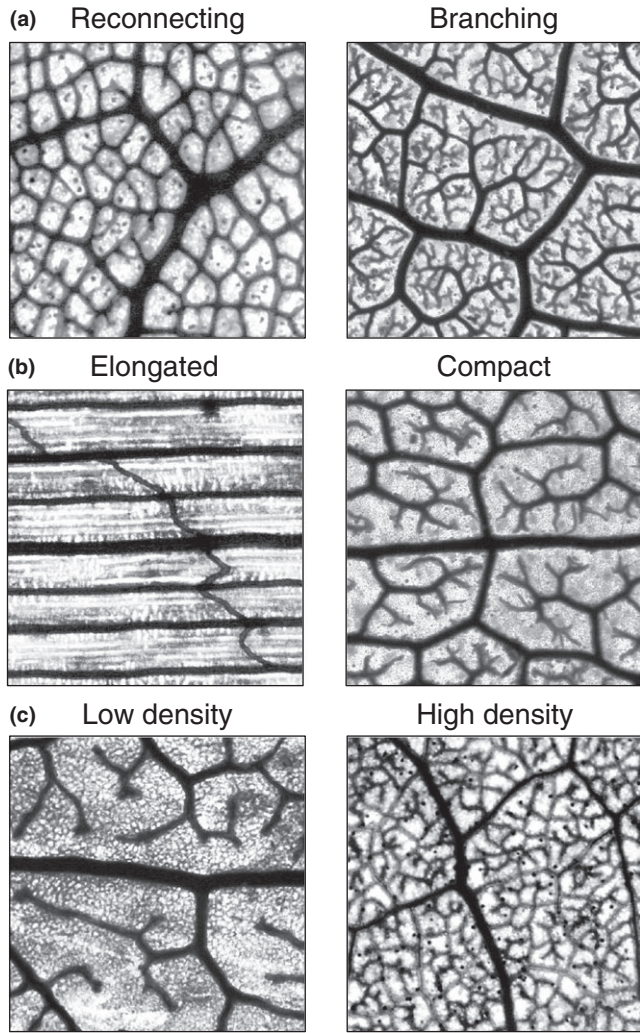 (a) Reconnecting Branching
(b) Elongated Compact
(c) Low density High density